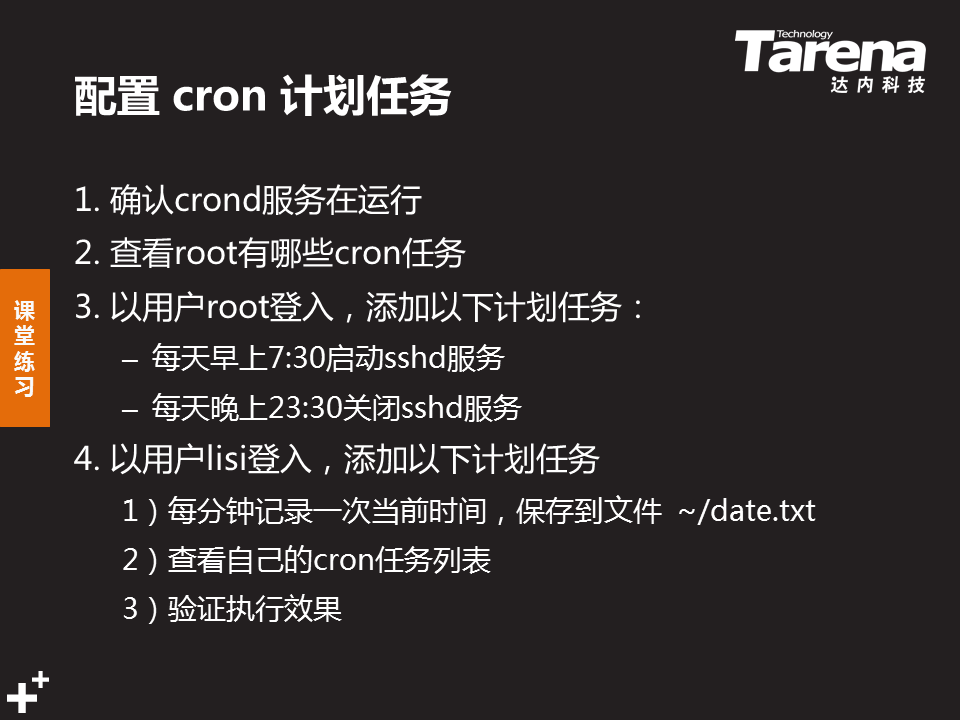 Technology
Tarena
达内科技
配置 cron 计划任务
1. 确认crond服务在运行
2. 查看root有哪些cron任务
3. 以用户root登入，添加以下计划任务：
– 每天早上7:30启动sshd服务
– 每天晚上23:30关闭sshd服务
4. 以用户lisi登入，添加以下计划任务
1）每分钟记录一次当前时间，保存到文件 ~/date.txt
2）查看自己的cron任务列表
3）验证执行效果
课堂练习